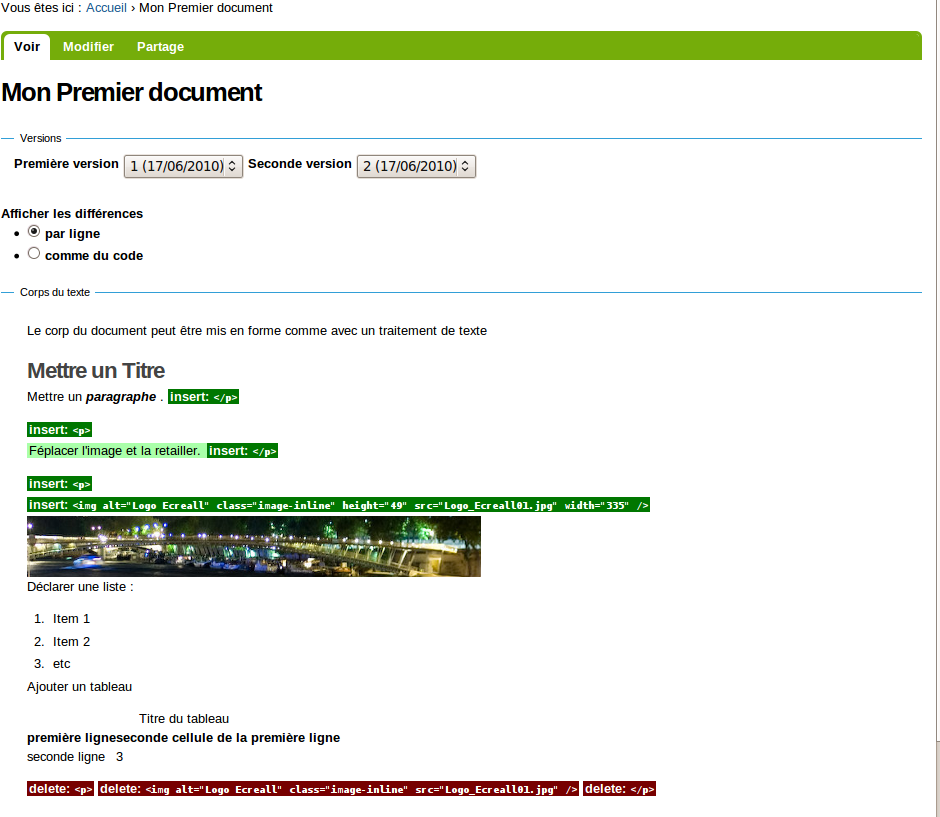 Vous êtes ici : Accueil › Mon Premier document
Voir Modifier Partage
Mon Premier document
Versions
Première version 1 (17/06/2010) Seconde version 2 (17/06/2010)
Afficher les différences
par ligne
comme du code
Corps du texte
Le corp du document peut être mis en forme comme avec un traitement de texte
Mettre un Titre
Mettre un paragraphe . insert: </p>
insert: <p>
Féplacer l'image et la retailler. insert: </p>
insert: <p>
insert: <img alt="Logo Ecreall" class="image-inline" height="49" src="Logo_Ecreall01.jpg" width="335" />
Déclarer une liste :
1. Item 1
2. Item 2
3. etc
Ajouter un tableau
Titre du tableau
première ligneseconde cellule de la première ligne
seconde ligne 3
delete: <p> delete: <img alt="Logo Ecreall" class="image-inline" src="Logo_Ecreall01.jpg" /> delete: </p>